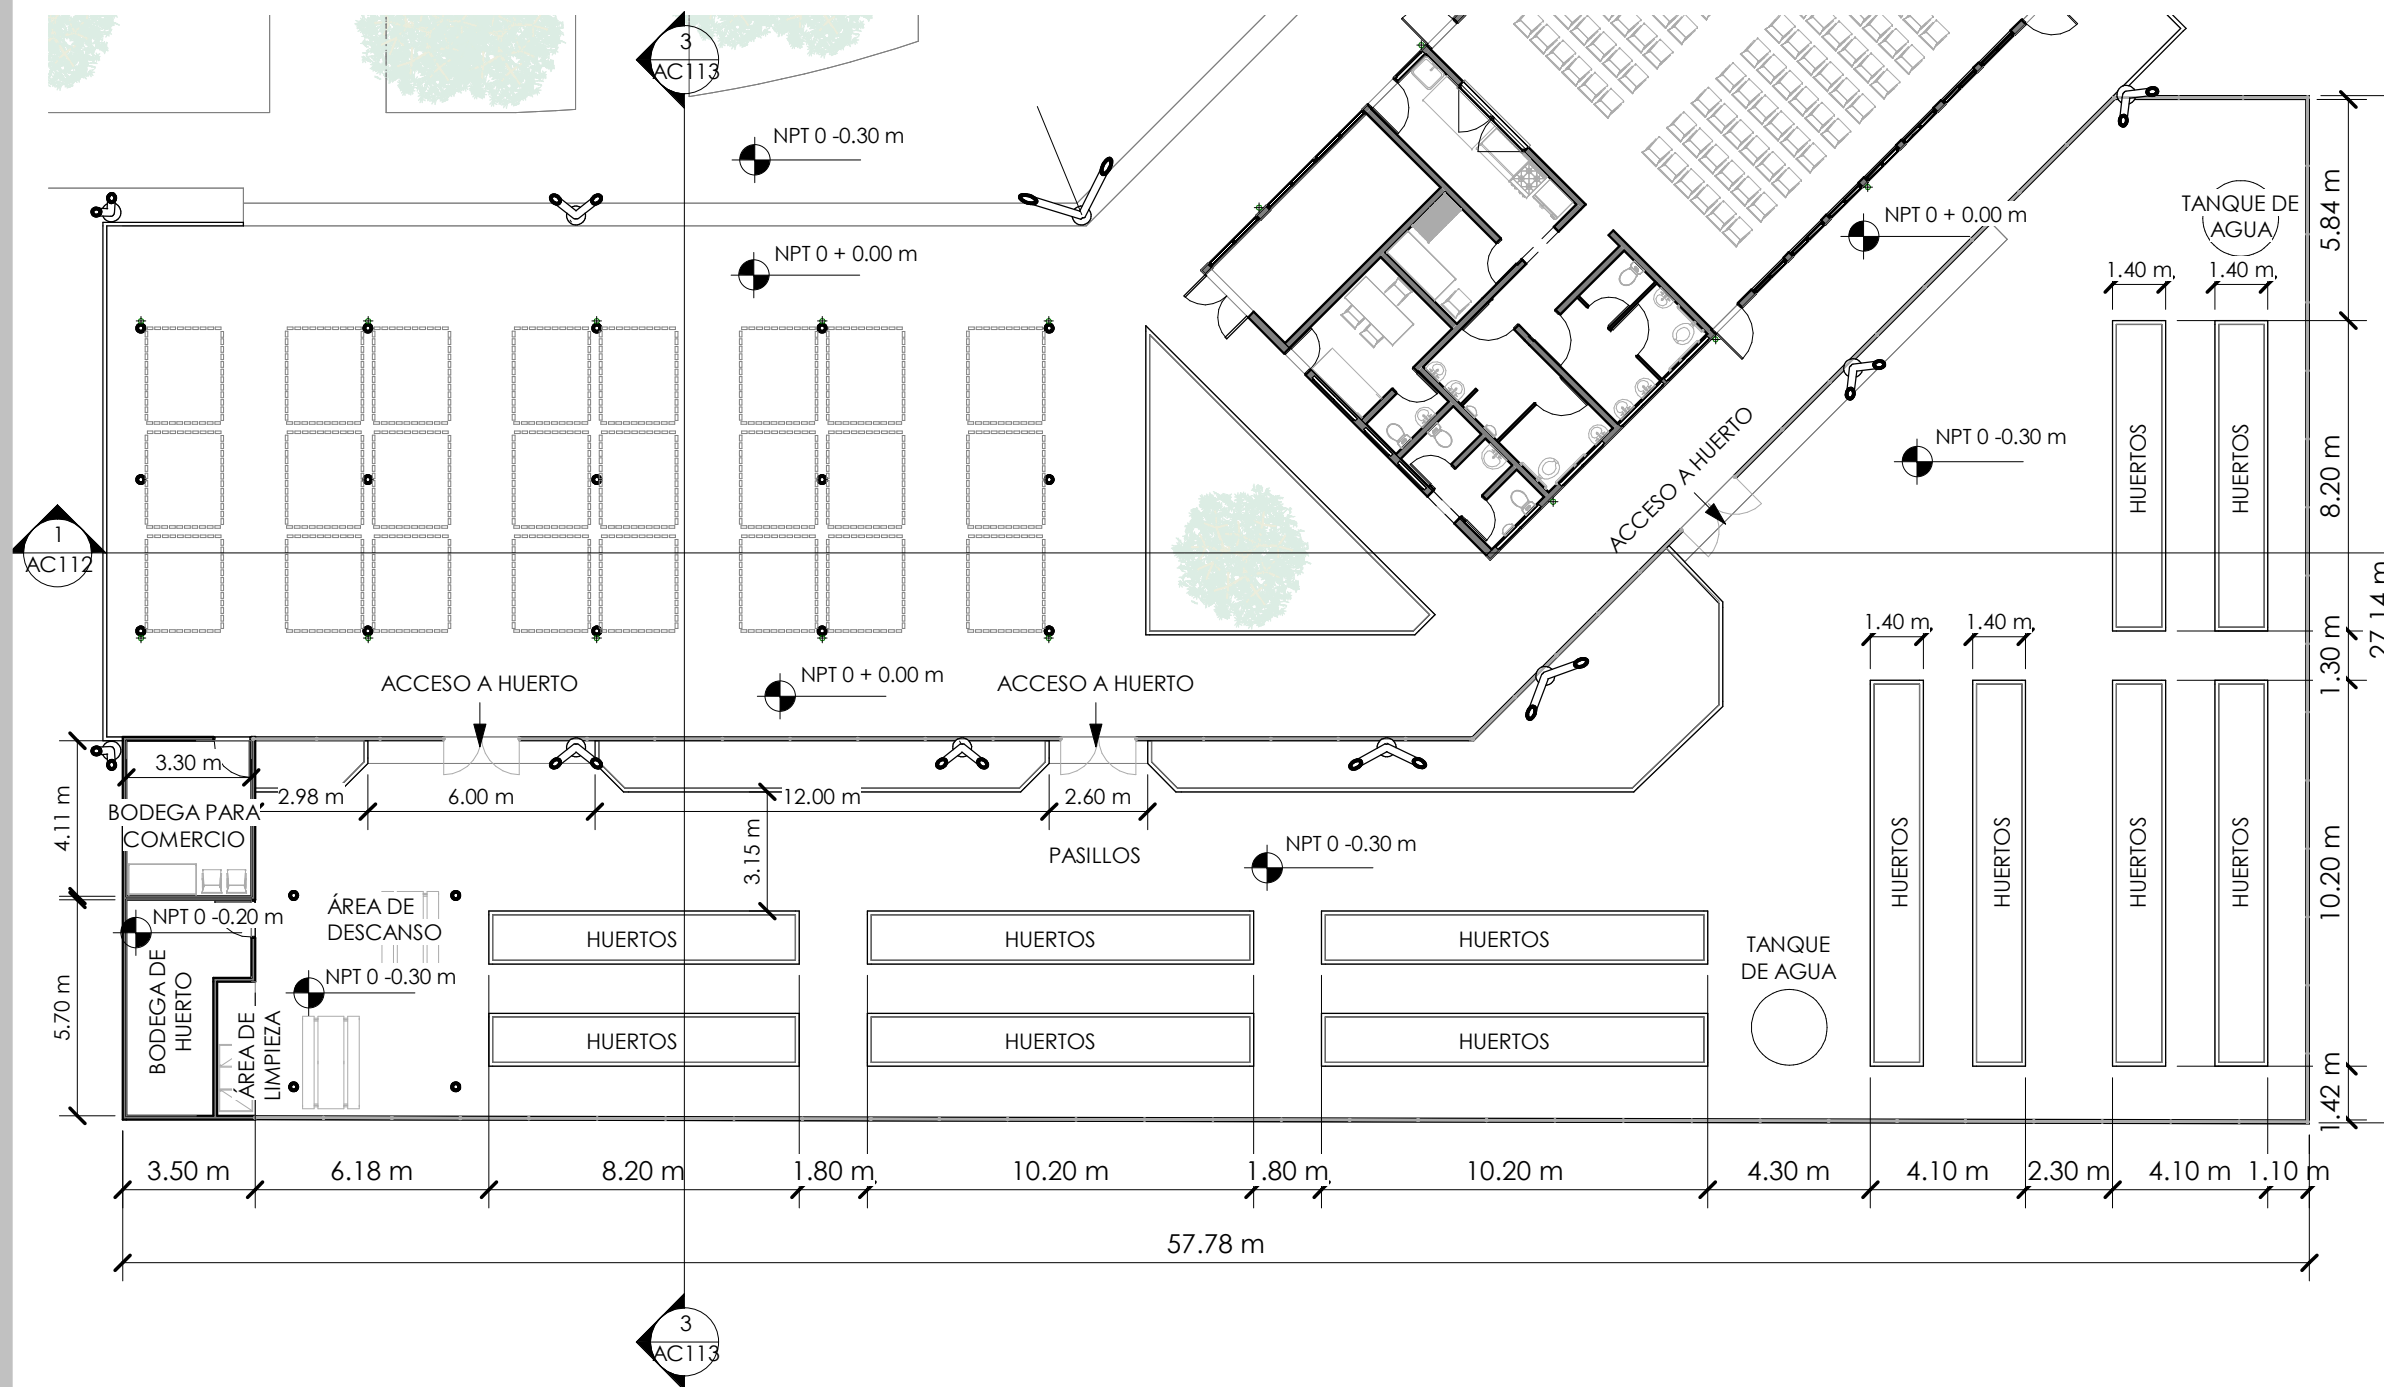 3
AC113
NPT 0 -0.30 m
NPT 0 + 0.00 m
NPT 0 + 0.00 m
TANQUE DE
AGUA
5.84 m
1.40 m
1.40 m
NPT 0 -0.30 m
ACCESO A HUERTO
HUERTOS
HUERTOS
8.20 m
1
AC112
27.14 m
1.40 m
1.40 m
1.30 m
ACCESO A HUERTO
NPT 0 + 0.00 m
ACCESO A HUERTO
3.30 m
2.98 m
6.00 m
12.00 m
2.60 m
4.11 m
BODEGA PARA
COMERCIO
3.15 m
PASILLOS
NPT 0 -0.30 m
HUERTOS
HUERTOS
HUERTOS
HUERTOS
10.20 m
NPT 0 -0.20 m
ÁREA DE
DESCANSO
HUERTOS
HUERTOS
HUERTOS
TANQUE
DE AGUA
NPT 0 -0.30 m
5.70 m
BODEGA DE
HUERTO
ÁREA DE
LIMPIEZA
HUERTOS
HUERTOS
HUERTOS
1.42 m
3.50 m
6.18 m
8.20 m
1.80 m
10.20 m
1.80 m
10.20 m
4.30 m
4.10 m
2.30 m
4.10 m
1.10 m
57.78 m
3
AC113